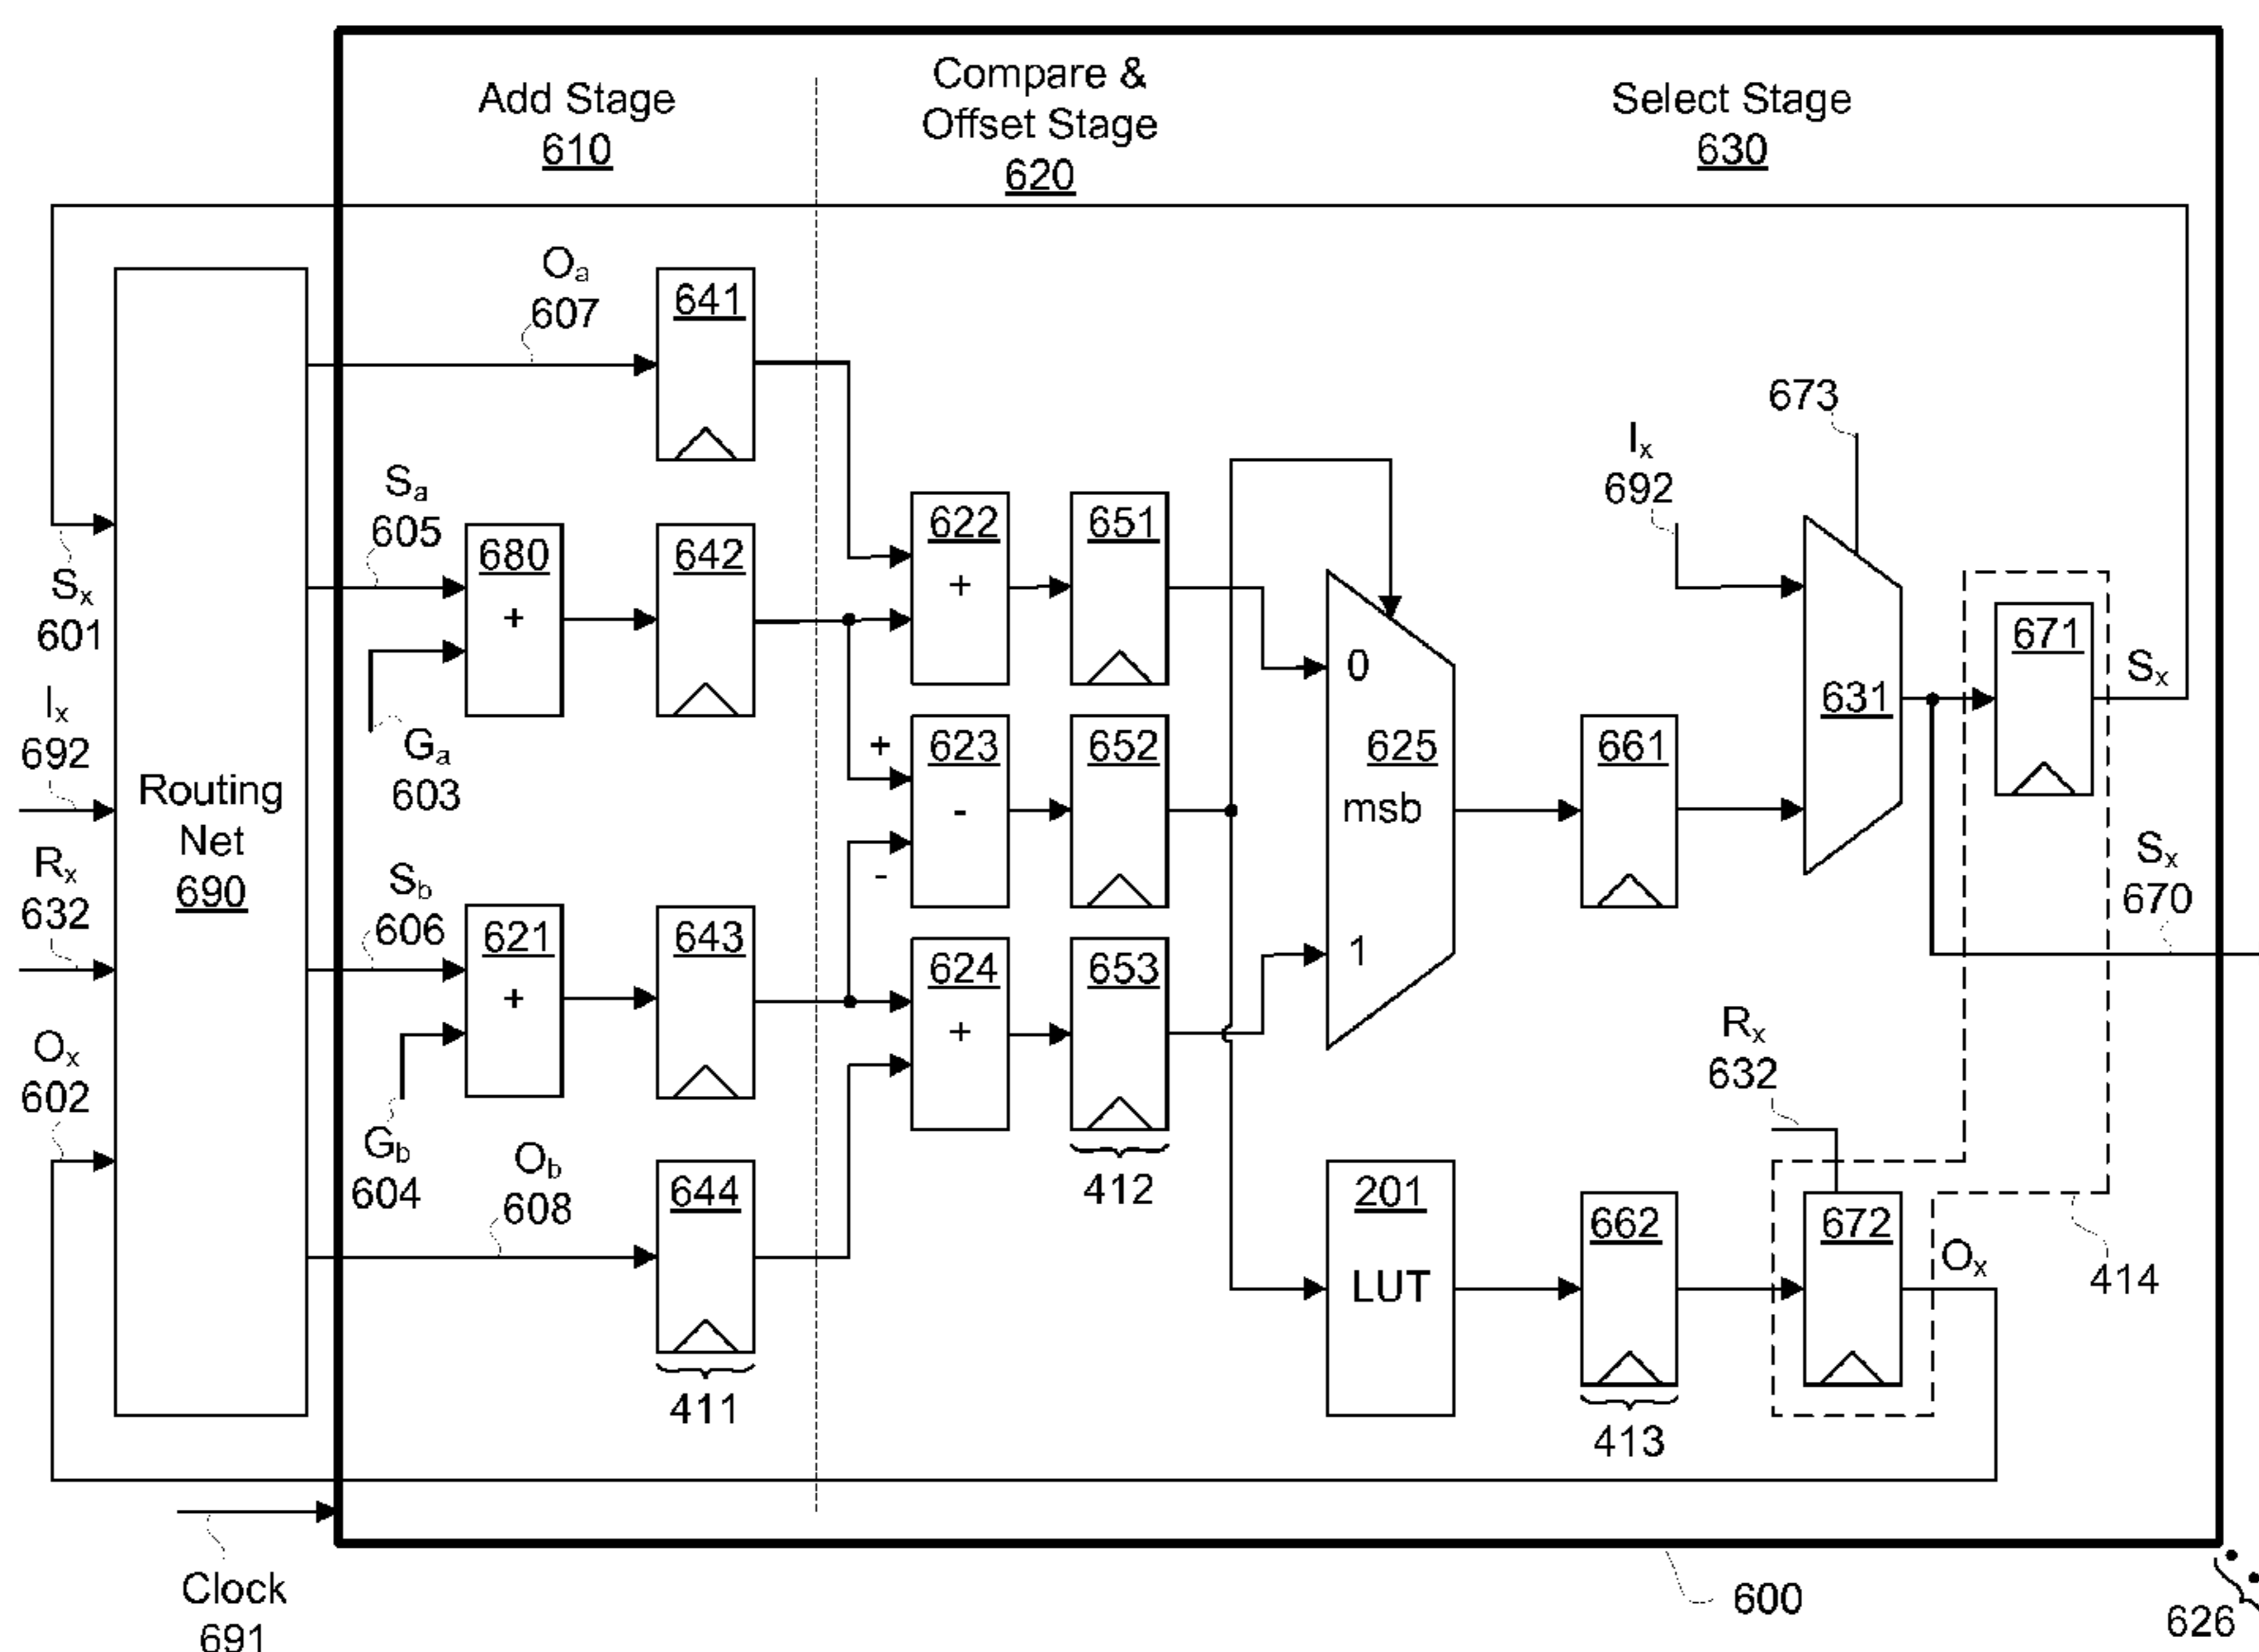 Add Stage
610
Compare &
Offset Stage
620
Select Stage
630
Oa
607
641
673
Ix
692
Sa
605
680
+
642
622
+
651
Sx
601
671
Sx
0
631
Ix
692
Ga
603
+
623
-
-
652
625
msb
661
Routing
Net
690
Rx
632
Sb
606
621
+
643
624
+
653
1
Sx
670
Ox
602
Rx
632
Gb
604
Ob
608
644
412
201
LUT
662
672
Ox
414
411
413
Clock
691
600
626